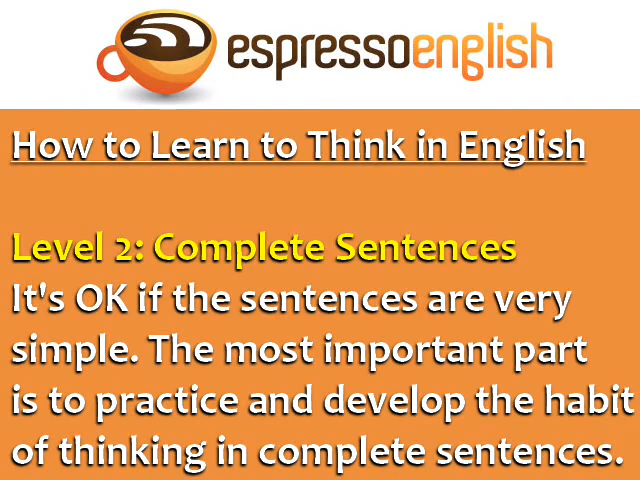 espressoenglish
How to Learn to Think in English
Level 2: Complete Sentences
It's OK if the sentences are very
simple. The most important part
is to practice and develop the habit
of thinking in complete sentences.